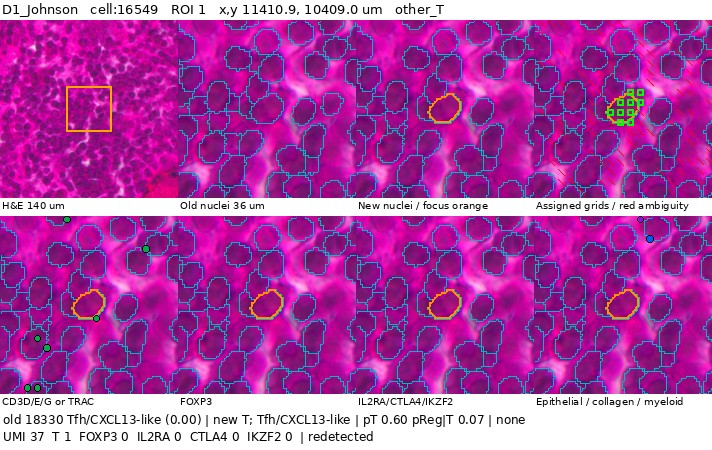 D1_Johnson cell:16549 ROI 1 x,y 11410.9, 10409.0 um other_T
H&E 140 um
Old nuclei 36 um
New nuclei / focus orange
Assigned grids / red ambiguity
CD3D/E/G or TRAC
FOXP3
IL2RA/CTLA4/IKZF2
Epithelial / collagen / myeloid
old 18330 Tfh/CXCL13-like (0.00) | new T; Tfh/CXCL13-like | pT 0.60 pReg|T 0.07 | none
UMI 37 T 1 FOXP3 0 IL2RA 0 CTLA4 0 IKZF2 0 | redetected